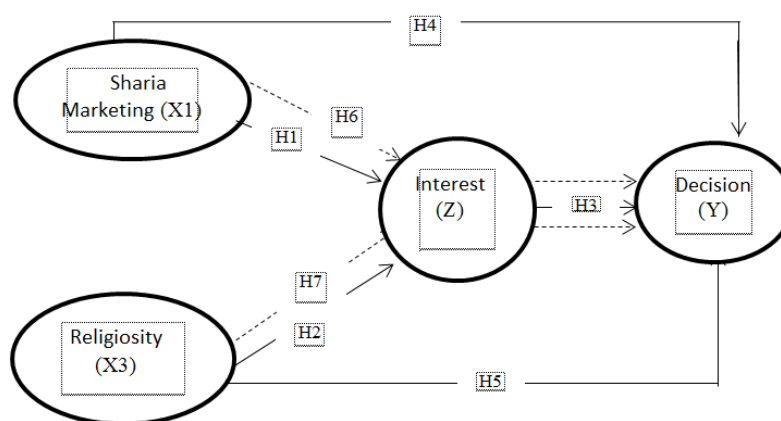 H4
Sharia
Marketing (X1)
H6
H1
Interest
(Z)
H3
Decision
(Y)
H7
H2
Religiosity
(X3)
H5